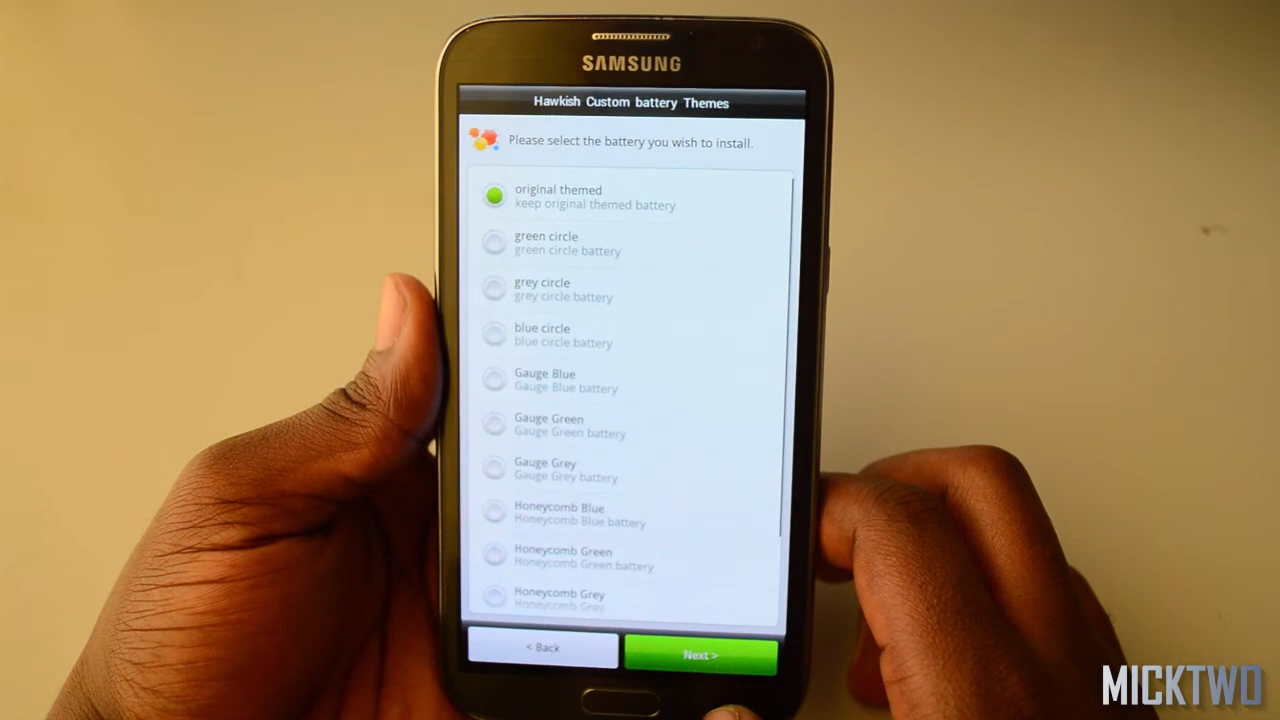 SAMSUNG
Hawkish Custom battery Themes
Please select the battery you wish to install.
original themed
keep original themed battery
green circle
green circle battery
grey circle
grey circle battery
blue circle
blue circle battery
Gauge Blue
Gauge Blue battery
Gauge Green
Gauge Green battery
Gauge Grey
Gauge Grey battery
Honeycomb Blue
Honeycomb Blue battery
Honeycomb Green
Honeycomb Green battery
Honeycomb Grey
Honeycomb Grey
< Back
Next >
MICKTWO